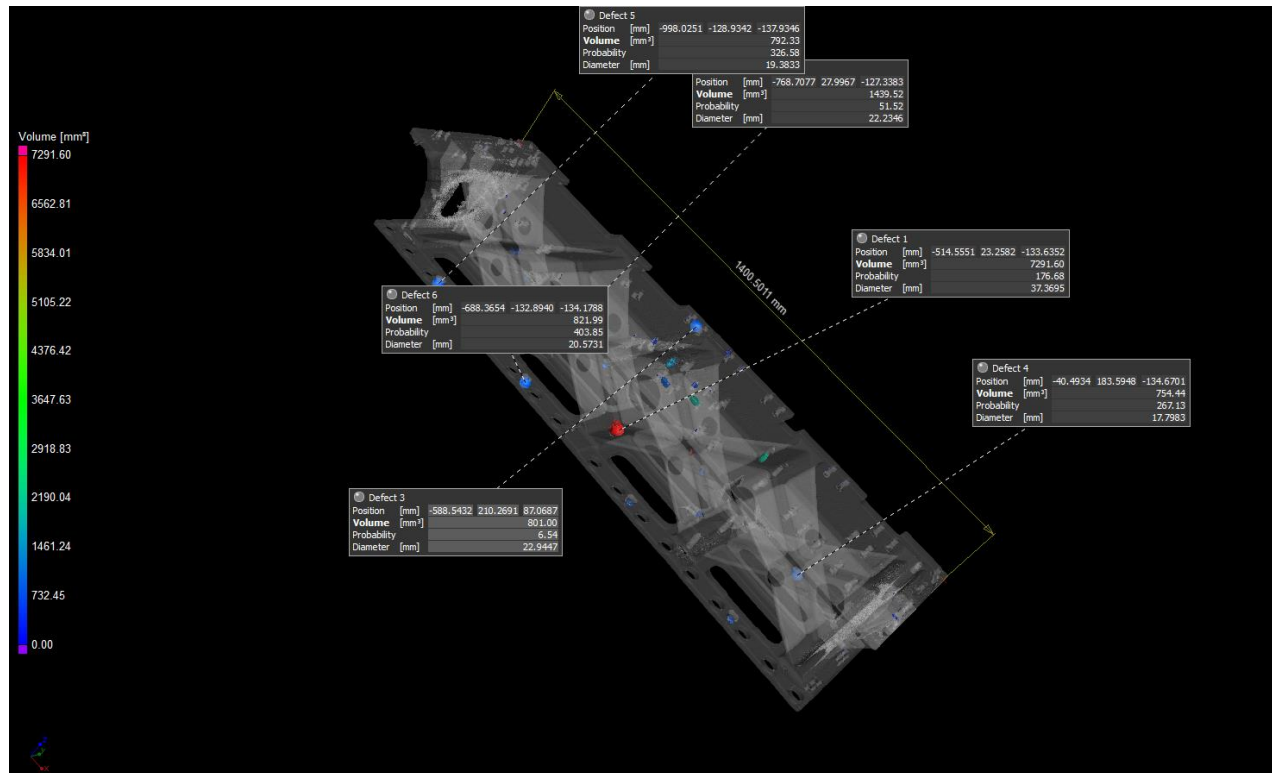 Defect 5
Position [mm] -998.0251 -128.9342 -137.9346
Volume [mm³] 792.33
Probability 326.58
Diameter [mm] 19.3833
Position [mm] -768.7077 27.9967 -127.3383
Volume [mm³] 1439.52
Probability 51.52
Diameter [mm] 22.2346
Volume [mm³]
7291.60
6562.81
5834.01
5105.22
4376.42
3647.63
2918.83
2190.04
1461.24
732.45
0.00
Defect 1
Position [mm] -514.5551 23.2582 -133.6352
Volume [mm³] 7291.60
Probability 176.68
Diameter [mm] 37.3695
1400.5011 mm
Defect 6
Position [mm] -688.3654 -132.8940 -134.1788
Volume [mm³] 821.99
Probability 403.85
Diameter [mm] 20.5731
Defect 4
Position [mm] -40.4934 183.5948 -134.6701
Volume [mm³] 754.44
Probability 267.13
Diameter [mm] 17.7983
Defect 3
Position [mm] -588.5432 210.2691 87.0687
Volume [mm³] 801.00
Probability 6.54
Diameter [mm] 22.9447